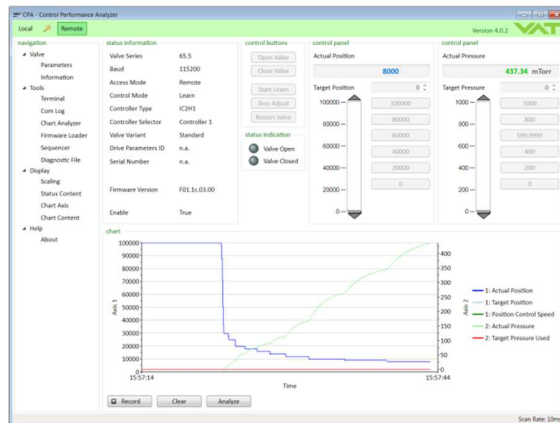 CPA - Control Performance Analyzer
Local Remote Version 4.0.2 VAT
navigation
Valve
Parameters
Information
Tools
Terminal
Com Log
Chart Analyzer
Firmware Loader
Sequencer
Diagnostic File
Display
Scaling
Status Content
Chart Axis
Chart Content
Help
About
status information
Valve Series 65.5
Baud 115200
Access Mode Remote
Control Mode Learn
Controller Type IC2H1
Controller Selector Controller 1
Valve Variant Standard
Drive Parameters ID n.a.
Serial Number n.a.
Firmware Version F01.1c.03.00
Enable True
control buttons
Open Valve
Close Valve
Start Learn
Zero Adjust
Restart Valve
status indication
Valve Open
Valve Closed
control panel
Actual Position
8000
Target Position 0
100000 100000
80000 80000
60000 60000
40000 40000
20000 20000
0 0
control panel
Actual Pressure
437.34 mTorr
Target Pressure 0
1000 5000
800 800
600 599.9999
400 400
200 200
0 0
chart
100000
90000
80000
70000
60000
50000
40000
30000
20000
10000
0
Axis 1
15:57:14
Time
15:57:44
400
350
300
250
200
150
100
50
0
Axis 2
1: Actual Position
1: Target Position
1: Position Control Speed
2: Actual Pressure
2: Target Pressure Used
Record Clear Analyze
Scan Rate: 10ms